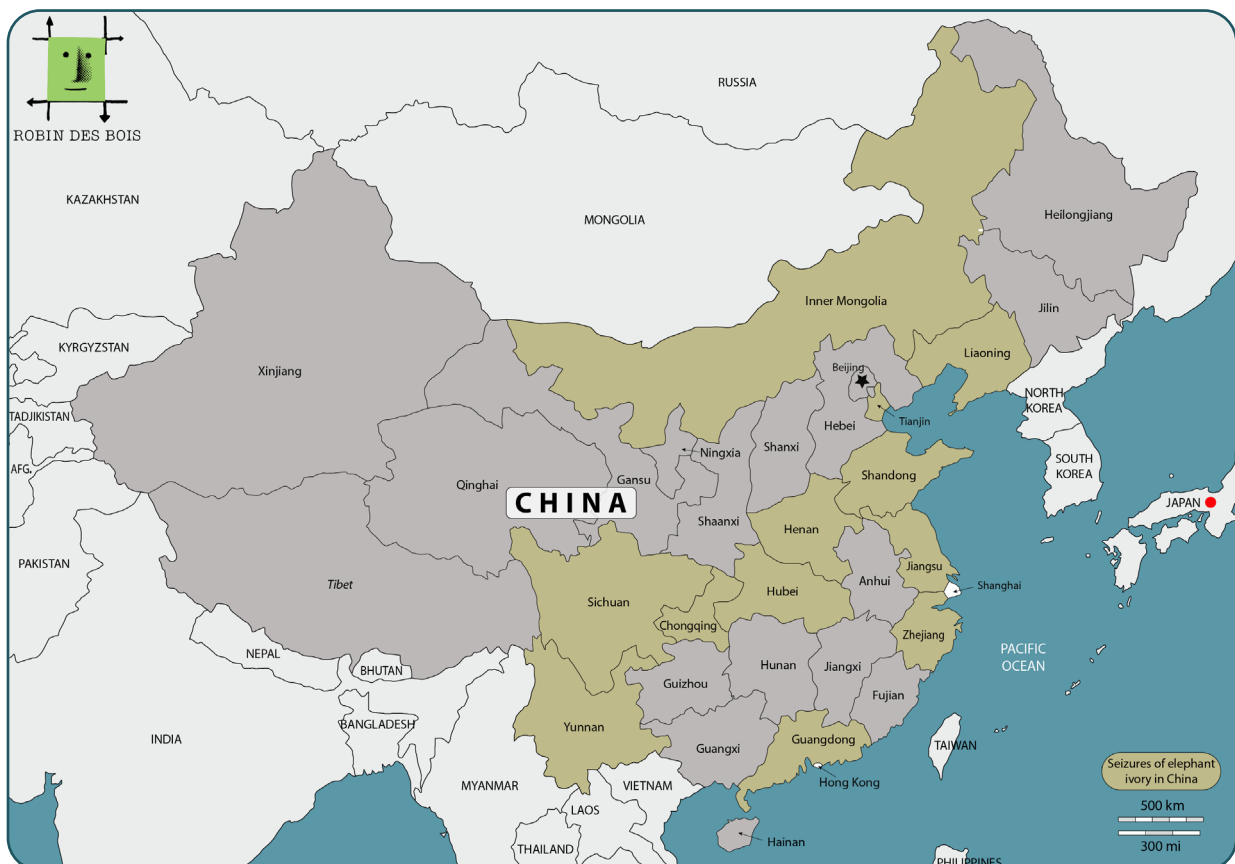 ROBIN DES BOIS
RUSSIA
KAZAKHSTAN
MONGOLIA
Heilongjiang
Inner Mongolia
Jilin
KYRGYZSTAN
Xinjiang
Liaoning
Beijing
NORTH
KOREA
TADJIKISTAN
Tianjin
Hebei
Shanxi
Ningxia
AFG.
SOUTH
KOREA
Shandong
Qinghai
Gansu
CHINA
JAPAN
Shaanxi
Henan
PAKISTAN
Jiangsu
Anhui
Tibet
Shanghai
Hubei
Sichuan
Chongqing
Zhejiang
NEPAL
BHUTAN
PACIFIC
OCEAN
Hunan
Jiangxi
Guizhou
Fujian
BANGLADESH
Yunnan
INDIA
Guangxi
Guangdong
TAIWAN
Seizures of elephant
ivory in China
MYANMAR
VIETNAM
Hong Kong
LAOS
500 km
Hainan
THAILAND
300 mi
PHILIPPINES